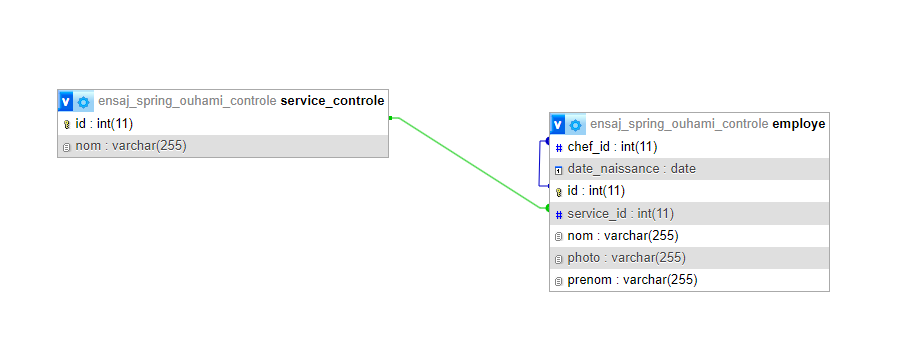 v ensaj_spring_ouhami_controle service_controle
id : int(11)
nom : varchar(255)
v ensaj_spring_ouhami_controle employe
# chef_id : int(11)
date_naissance : date
id : int(11)
# service_id : int(11)
nom : varchar(255)
photo : varchar(255)
prenom : varchar(255)